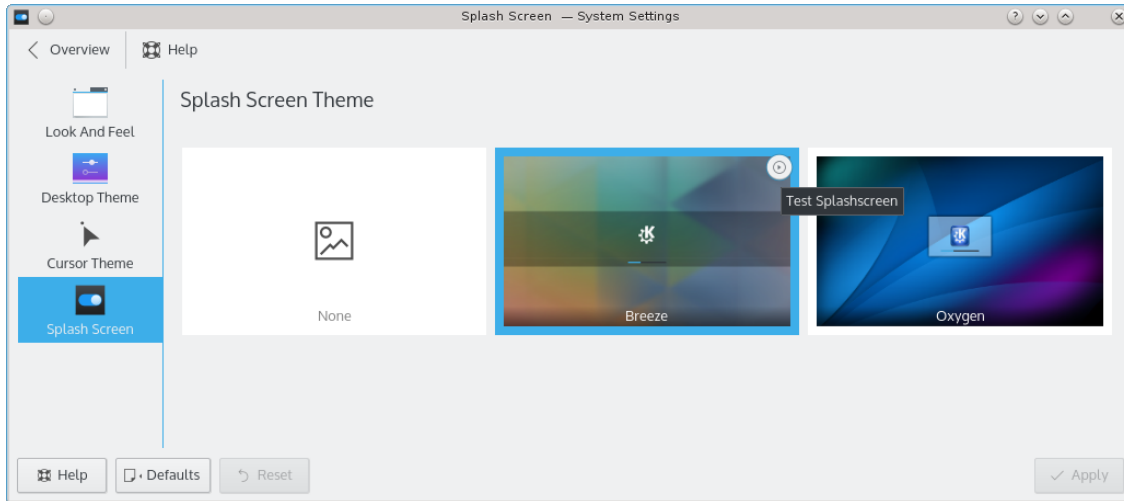 Splash Screen — System Settings
Overview
Help
Look And Feel
Desktop Theme
Cursor Theme
Splash Screen
Splash Screen Theme
None
Breeze
Test Splashscreen
Oxygen
Help
Defaults
Reset
Apply